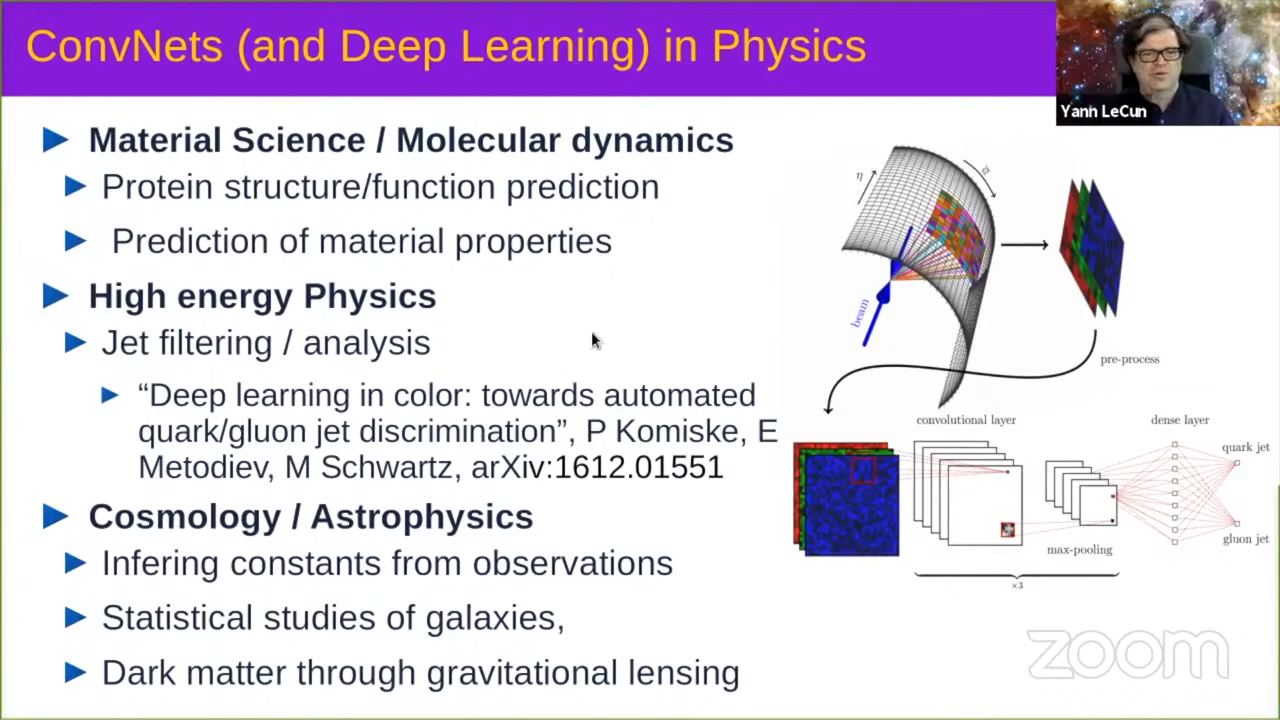 ConvNets (and Deep Learning) in Physics
Yann LeCun
► Material Science / Molecular dynamics
► Protein structure/function prediction
► Prediction of material properties
► High energy Physics
► Jet filtering / analysis
► “Deep learning in color: towards automated
quark/gluon jet discrimination”, P Komiske, E
Metodiev, M Schwartz, arXiv:1612.01551
► Cosmology / Astrophysics
► Infering constants from observations
► Statistical studies of galaxies,
► Dark matter through gravitational lensing
η
ϕ
beam
pre-process
convolutional layer
dense layer
quark jet
gluon jet
max-pooling
×3
zoom